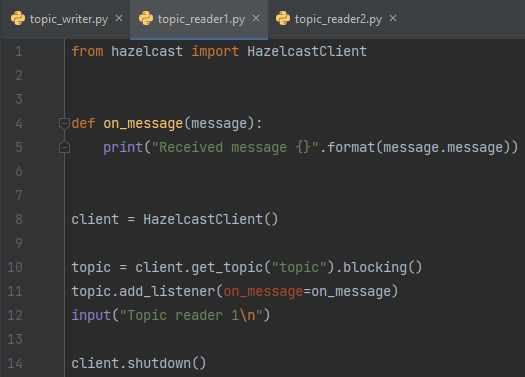 topic_writer.py × topic_reader1.py × topic_reader2.py ×
1 from hazelcast import HazelcastClient
2
3
4 def on_message(message):
5     print("Received message {}".format(message.message))
6
7
8 client = HazelcastClient()
9
10 topic = client.get_topic("topic").blocking()
11 topic.add_listener(on_message=on_message)
12 input("Topic reader 1\n")
13
14 client.shutdown()